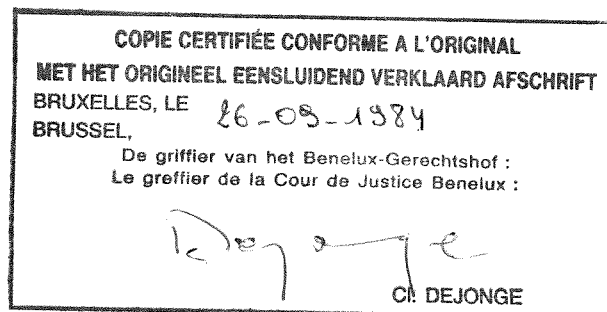 COPIE CERTIFIÉE CONFORME A L'ORIGINAL
MET HET ORIGINEEL EENSLUIDEND VERKLAARD AFSCHRIFT
BRUXELLES, LE
BRUSSEL, 26-09-1984
De griffier van het Benelux-Gerechtshof :
Le greffier de la Cour de Justice Benelux :
Cl. DEJONGE